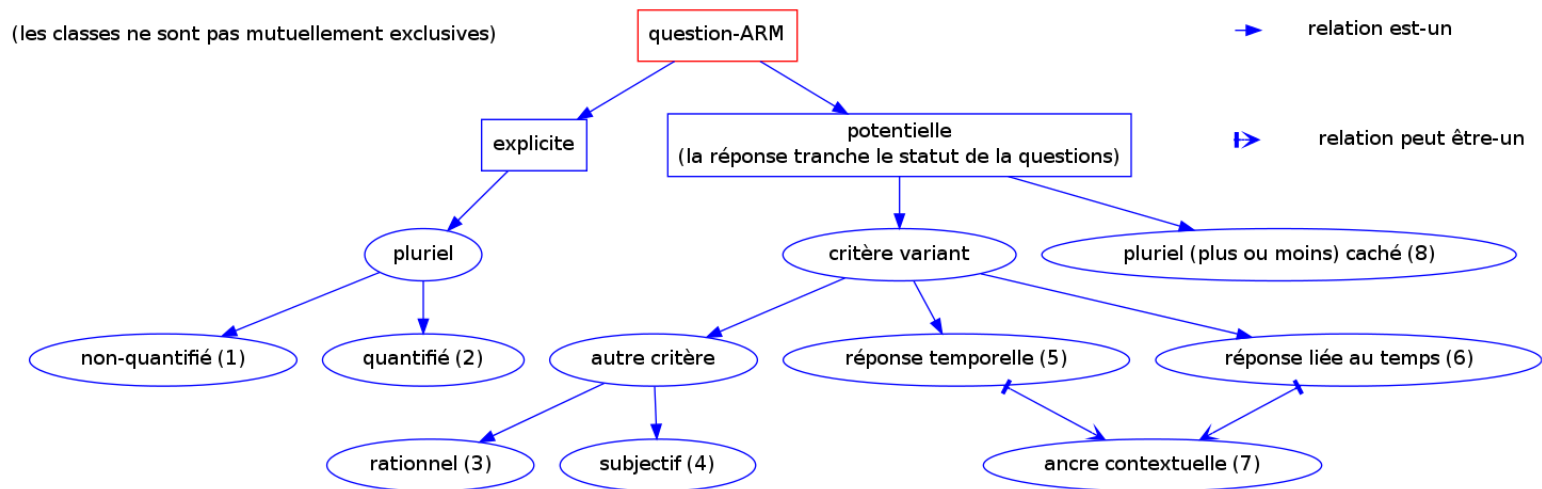 (les classes ne sont pas mutuellement exclusives)
question-ARM
relation est-un
explicite
potentielle
(la réponse tranche le statut de la questions)
relation peut être-un
pluriel
critère variant
pluriel (plus ou moins) caché (8)
non-quantifié (1)
quantifié (2)
autre critère
réponse temporelle (5)
réponse liée au temps (6)
rationnel (3)
subjectif (4)
ancre contextuelle (7)